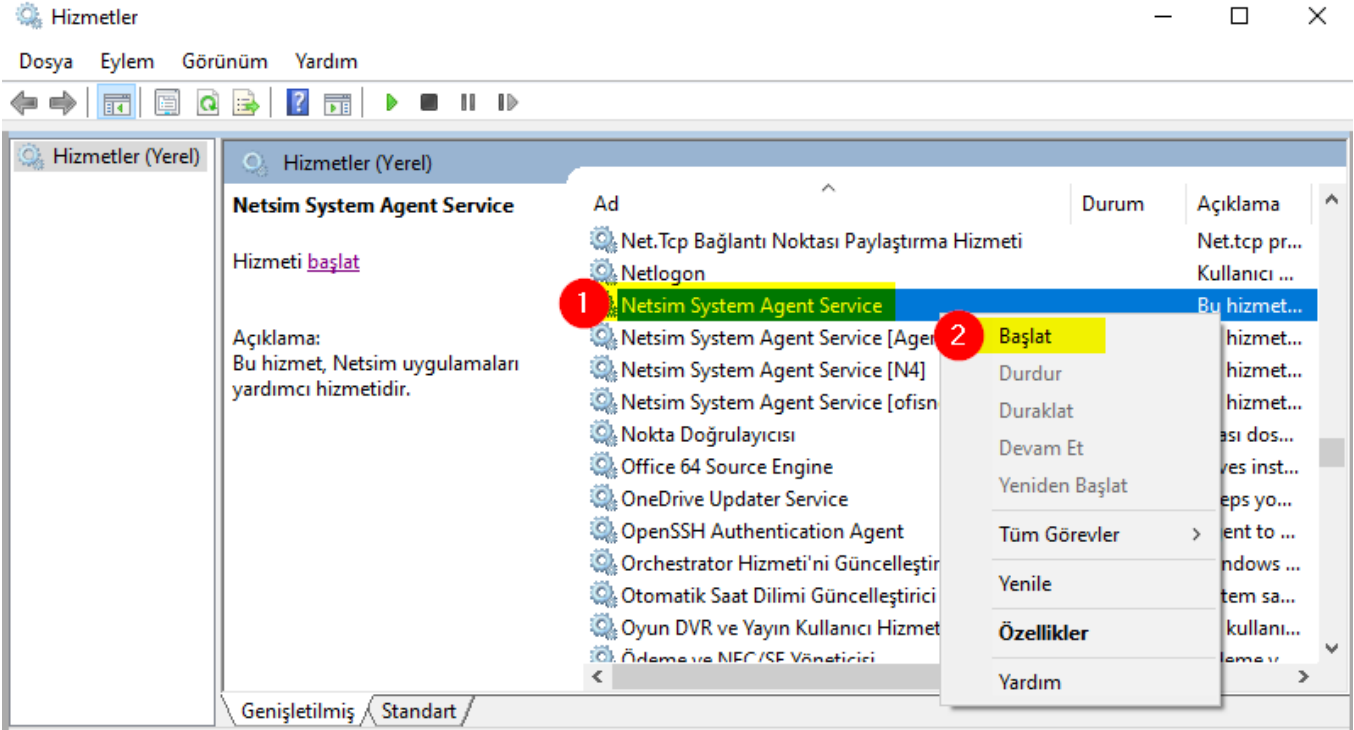 Hizmetler
Dosya Eylem Görünüm Yardım
Hizmetler (Yerel)
Hizmetler (Yerel)
Netsim System Agent Service
Hizmeti başlat
Açıklama:
Bu hizmet, Netsim uygulamaları
yardımcı hizmetidir.
Ad Durum Açıklama
Net.Tcp Bağlantı Noktası Paylaştırma Hizmeti Net.tcp pr...
Netlogon Kullanıcı ...
1 Netsim System Agent Service Bu hizmet...
Netsim System Agent Service [Agen hizmet...
Netsim System Agent Service [N4] hizmet...
Netsim System Agent Service [ofisn hizmet...
Nokta Doğrulayıcısı ası dos...
Office 64 Source Engine ves inst...
OneDrive Updater Service eps yo...
OpenSSH Authentication Agent ent to ...
Orchestrator Hizmeti'ni Güncelleştir ndows ...
Otomatik Saat Dilimi Güncelleştirici tem sa...
Oyun DVR ve Yayın Kullanıcı Hizmet kullanı...
Ödeme ve NFC/SE Yöneticisi
2 Başlat
Durdur
Duraklat
Devam Et
Yeniden Başlat
Tüm Görevler
Yenile
Özellikler
Yardım
Genişletilmiş Standart